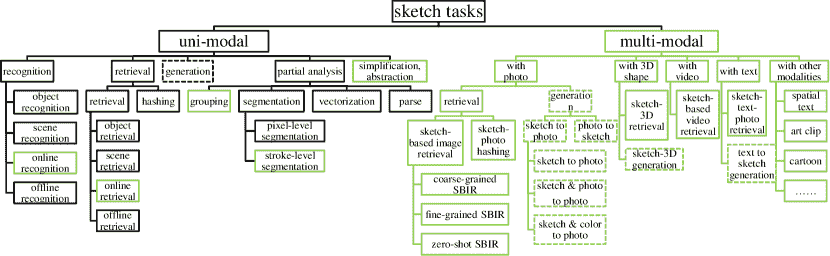 sketch tasks
uni-modal
multi-modal
recognition
retrieval
generation
partial analysis
simplification,
abstraction
with
photo
with 3D
shape
with
video
with text
with other
modalities
object
recognition
scene
recognition
online
recognition
offline
recognition
retrieval
hashing
object
retrieval
scene
retrieval
online
retrieval
offline
retrieval
grouping
segmentation
vectorization
parse
pixel-level
segmentation
stroke-level
segmentation
retrieval
generatio
n
sketch-
based image
retrieval
sketch-
photo
hashing
coarse-grained SBIR
fine-grained SBIR
zero-shot SBIR
sketch to
photo
photo to
sketch
sketch to photo
sketch & photo
to photo
sketch & color
to photo
sketch-
3D
retrieval
sketch-3D
generation
sketch-
based
video
retrieval
sketch-
text-
photo
retrieval
text to
sketch
generation
spatial
text
art clip
cartoon
……